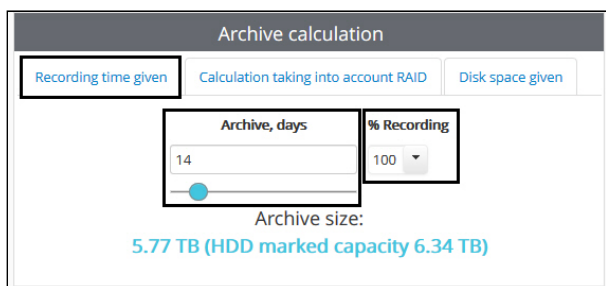 Archive calculation
Recording time given Calculation taking into account RAID Disk space given
Archive, days % Recording
14 100
Archive size:
5.77 TB (HDD marked capacity 6.34 TB)